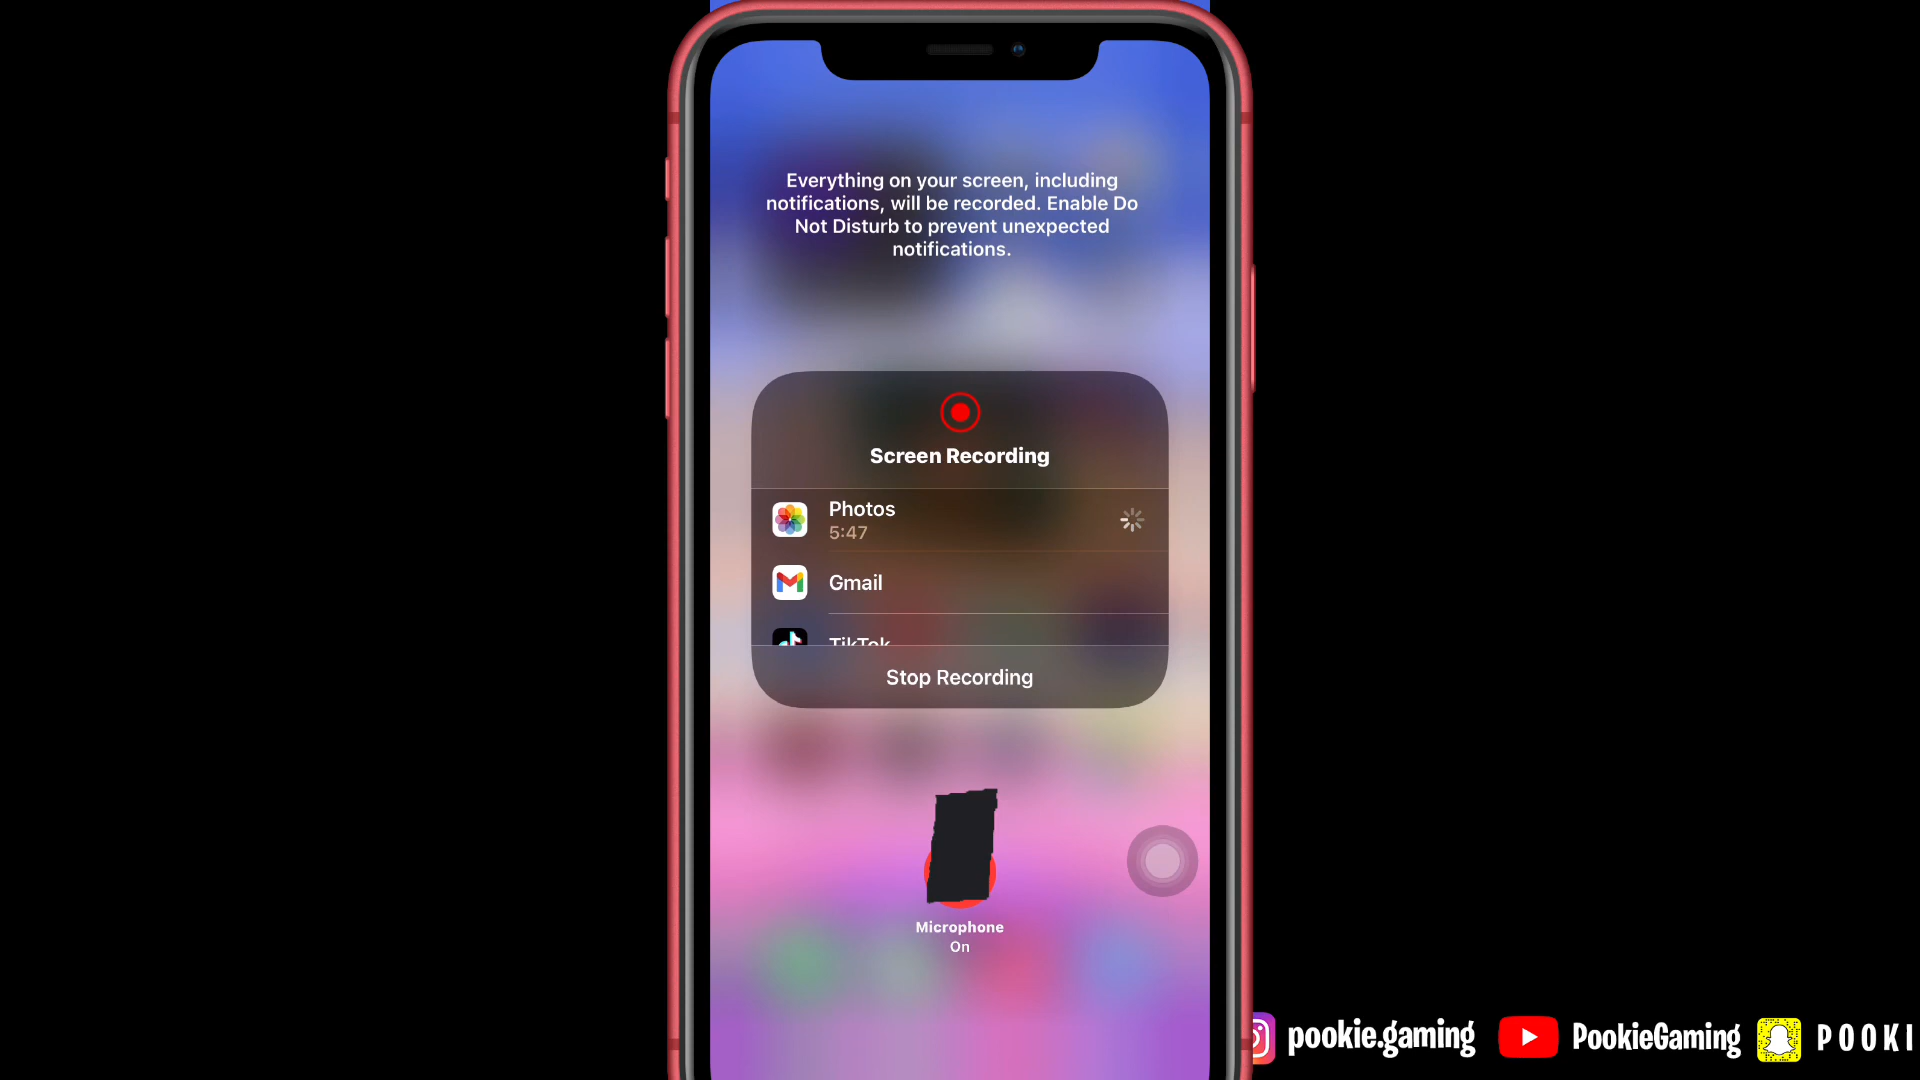 Everything on your screen, including
notifications, will be recorded. Enable Do
Not Disturb to prevent unexpected
notifications.
Screen Recording
Photos
5:47
Gmail
TikTok
Stop Recording
Microphone
On
pookie.gaming PookieGaming POOKI